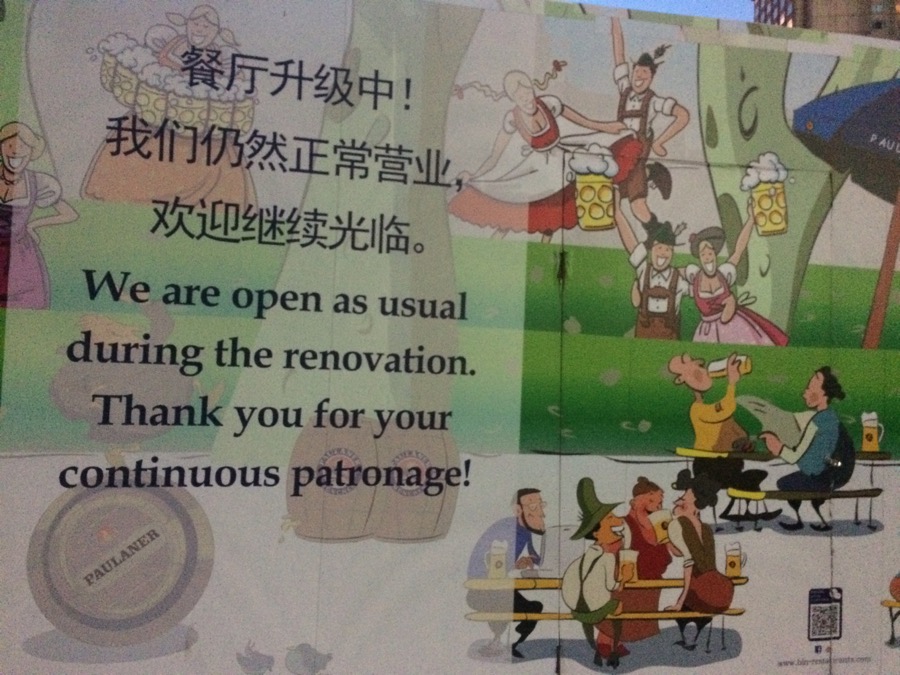 餐厅升级中！
我们仍然正常营业，
欢迎继续光临。
We are open as usual
during the renovation.
Thank you for your
continuous patronage!
PAULANER
PAUL